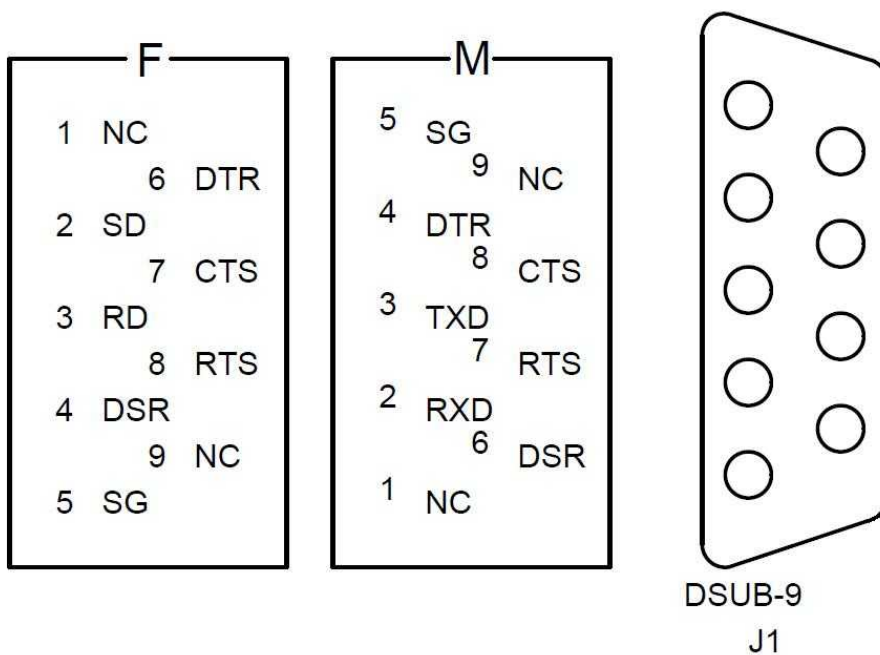 F
1 NC
6 DTR
2 SD
7 CTS
3 RD
8 RTS
4 DSR
9 NC
5 SG
M
5 SG
9 NC
4 DTR
8 CTS
3 TXD
7 RTS
2 RXD
6 DSR
1 NC
DSUB-9
J1